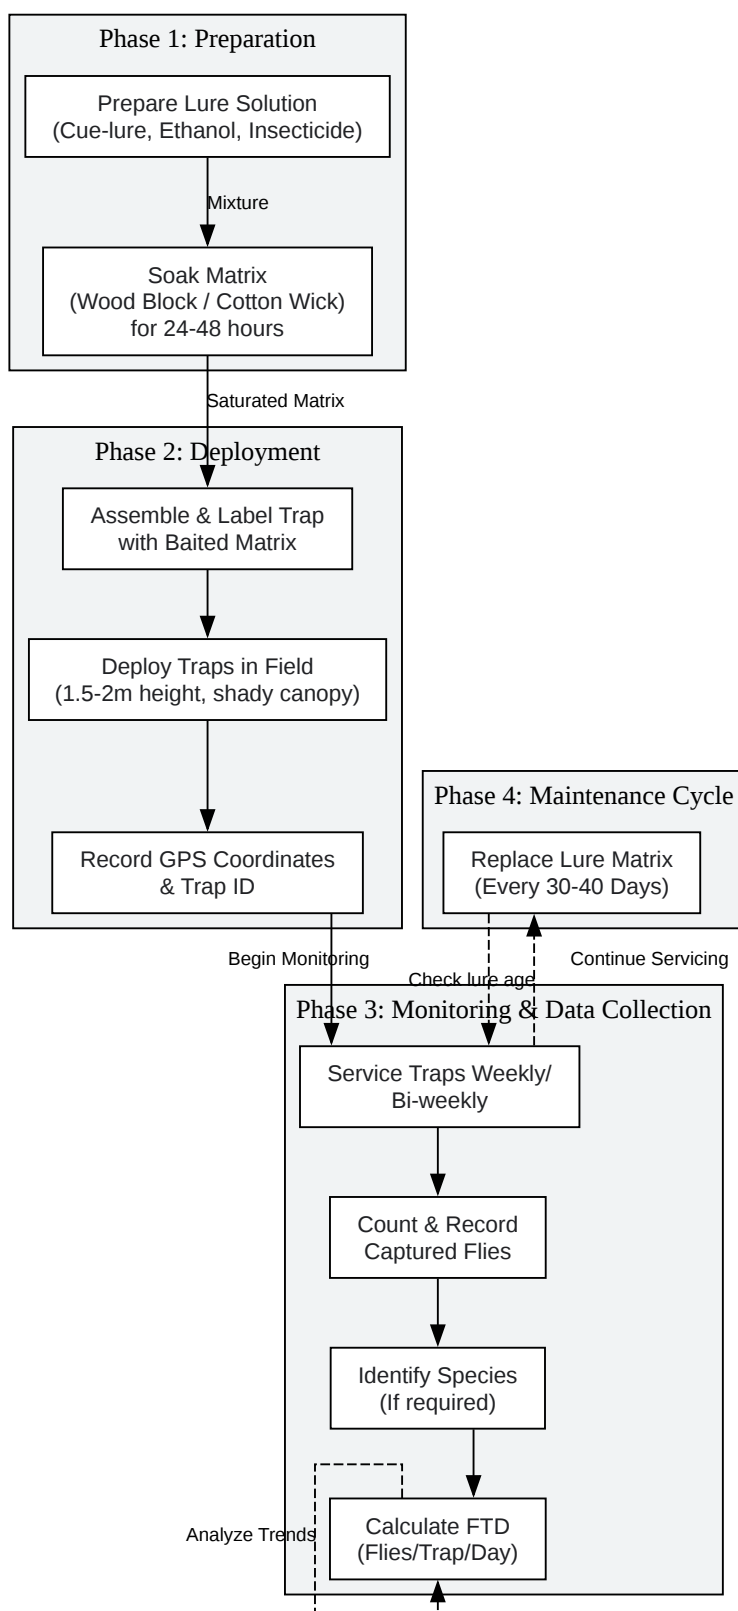 Phase 1: Preparation
Prepare Lure Solution
(Cue-lure, Ethanol, Insecticide)
Mixture
Soak Matrix
(Wood Block / Cotton Wick)
for 24-48 hours
Saturated Matrix
Phase 2: Deployment
Assemble & Label Trap
with Baited Matrix
Deploy Traps in Field
(1.5-2m height, shady canopy)
Record GPS Coordinates
& Trap ID
Phase 4: Maintenance Cycle
Replace Lure Matrix
(Every 30-40 Days)
Begin Monitoring
Check lure age
Continue Servicing
Phase 3: Monitoring & Data Collection
Service Traps Weekly/
Bi-weekly
Count & Record
Captured Flies
Identify Species
(If required)
Calculate FTD
(Flies/Trap/Day)
Analyze Trends